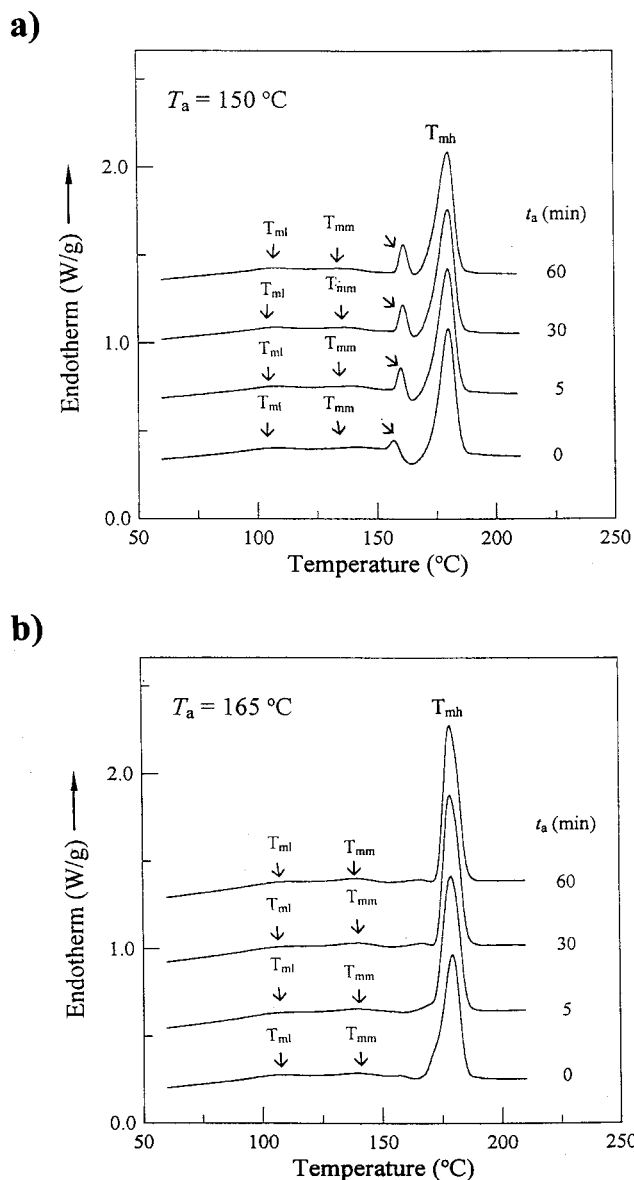 a)
Tₐ = 150 °C
Tmh
2.0
tₐ (min)
Tml
Tmm
60
Tml
Tmm
30
Endotherm (W/g)
1.0
Tml
Tmm
5
Tml
Tmm
0
0.0
50 100 150 200 250
Temperature (°C)
b)
Tₐ = 165 °C
Tmh
2.0
tₐ (min)
Tml
Tmm
60
Tml
Tmm
30
Endotherm (W/g)
1.0
Tml
Tmm
5
Tml
Tmm
0
0.0
50 100 150 200 250
Temperature (°C)